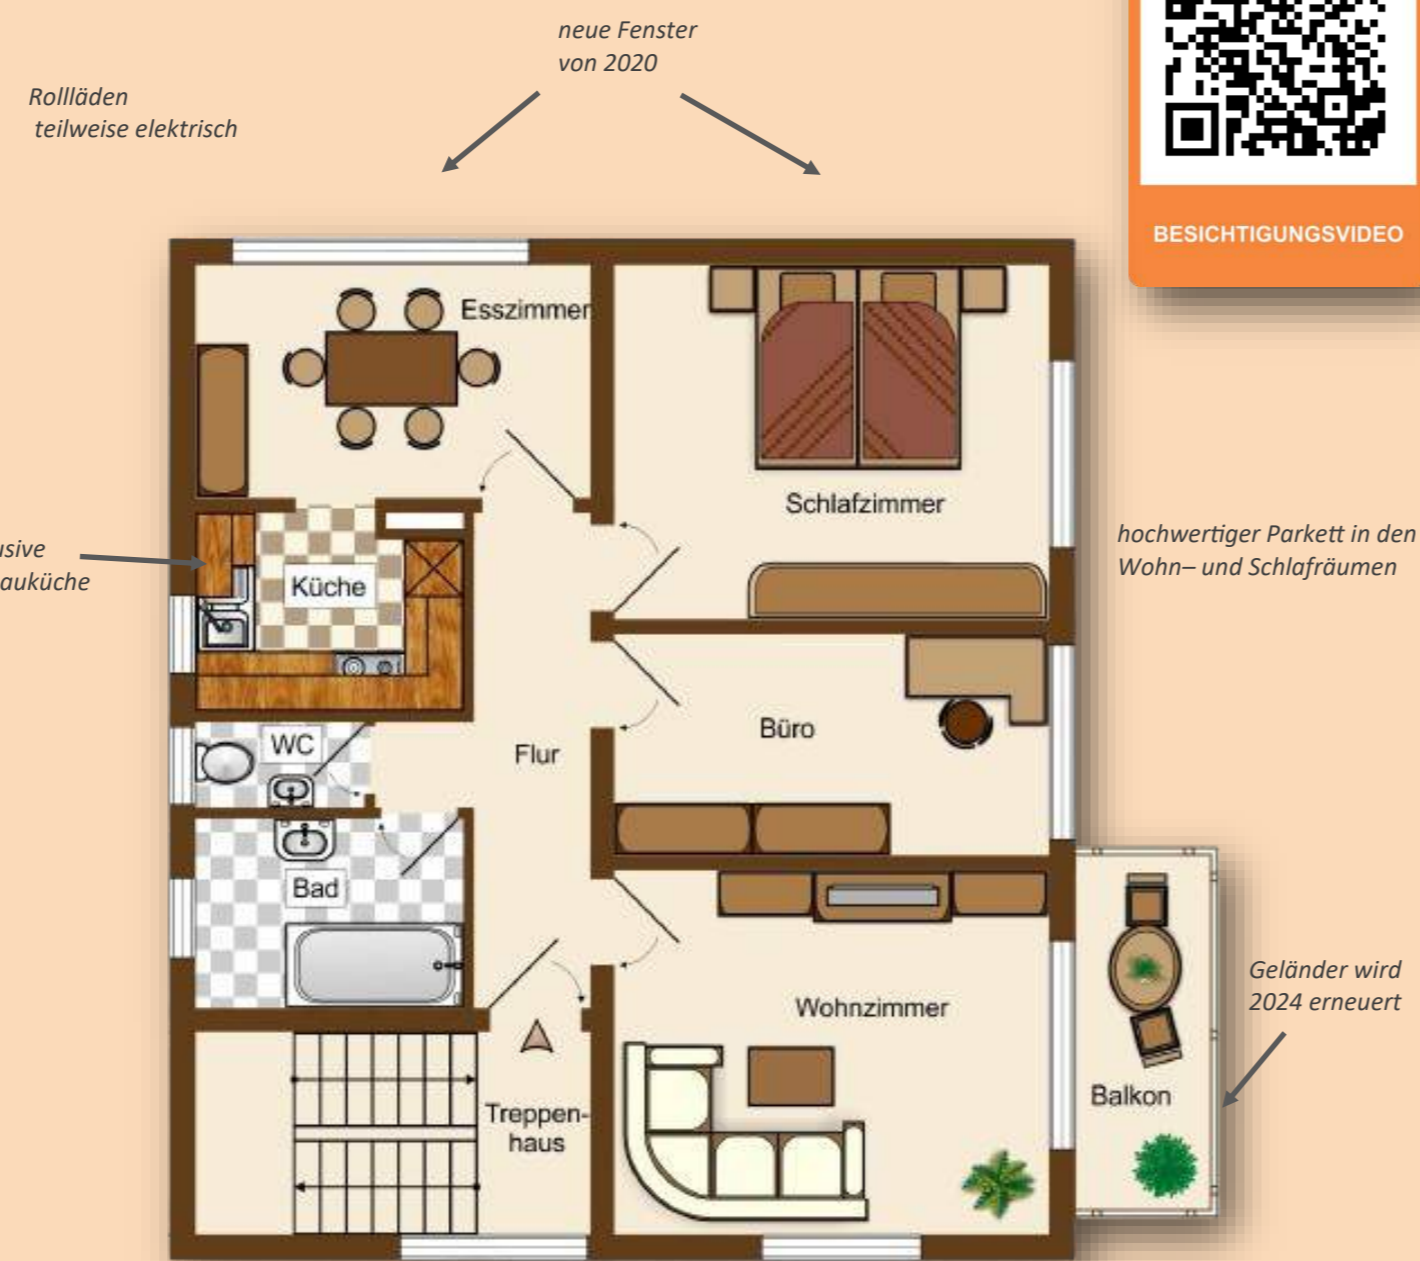 neue Fenster
von 2020
Rollläden
teilweise elektrisch
BESICHTIGUNGSVIDEO
Esszimmer
Schlafzimmer
hochwertiger Parkett in den
Wohn– und Schlafräumen
Küche
WC
Büro
Flur
Bad
Geländer wird
2024 erneuert
Wohnzimmer
Balkon
Treppen-
haus